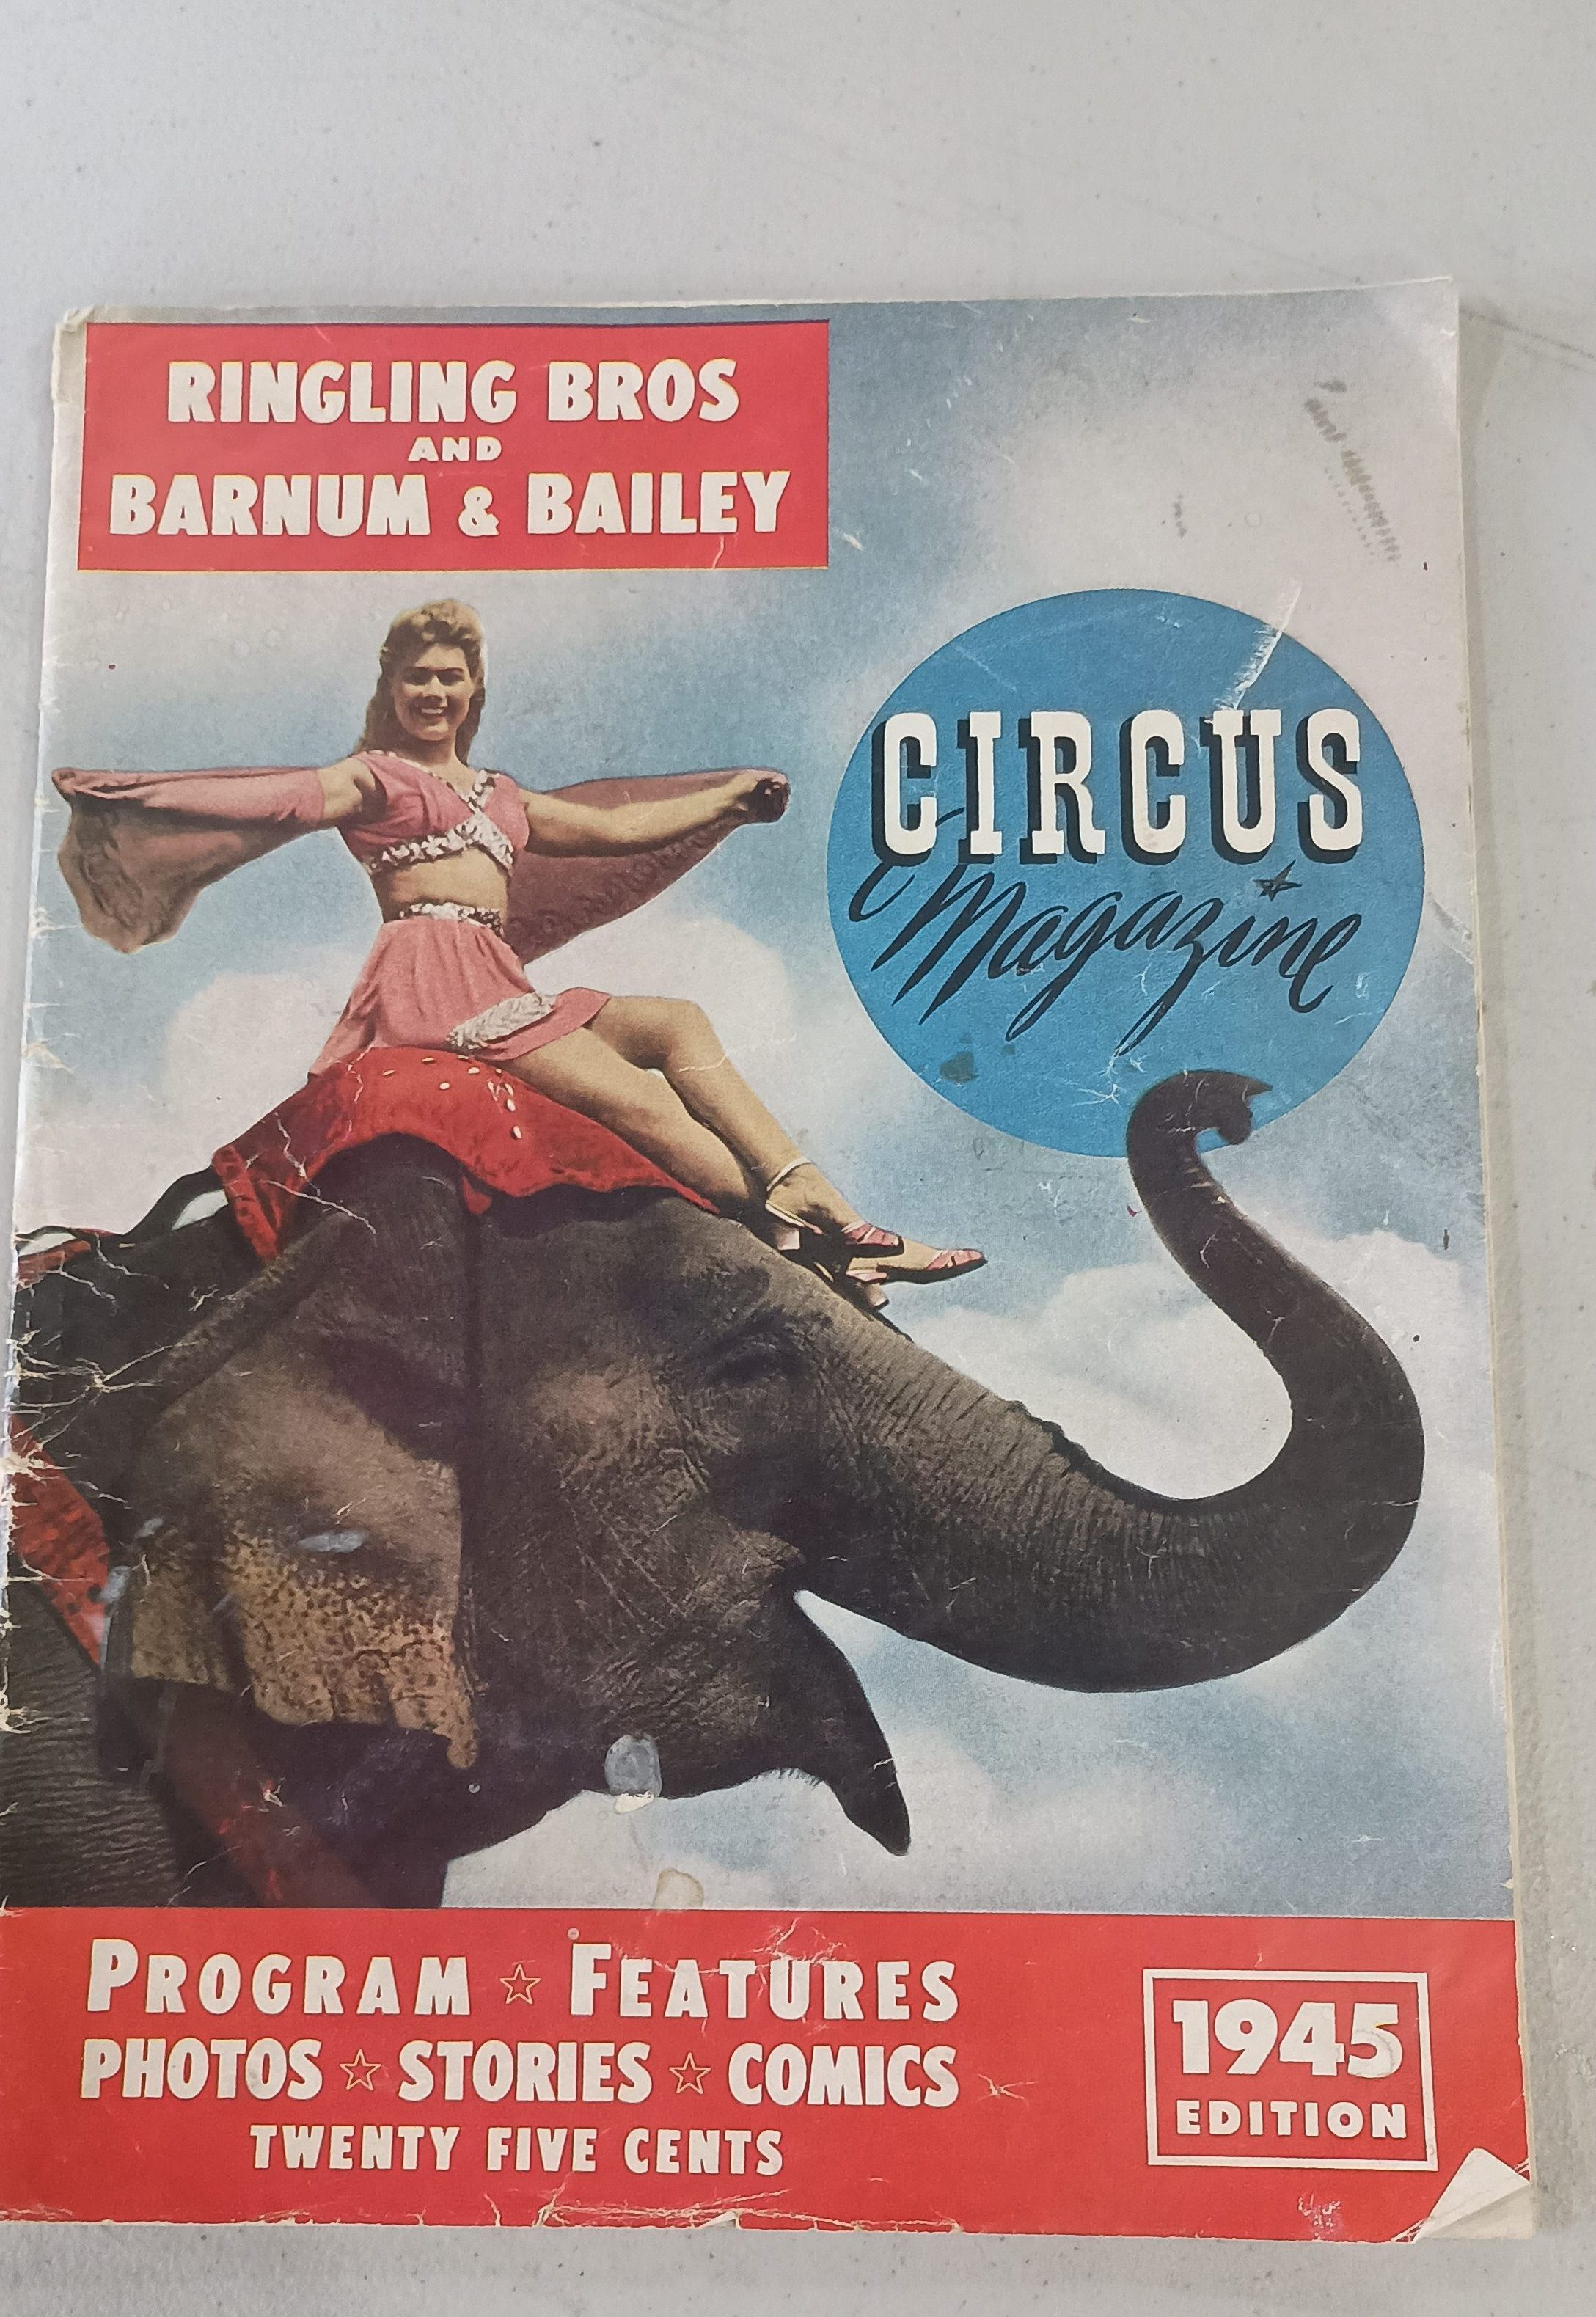 RINGLING BROS
AND
BARNUM & BAILEY
CIRCUS
Magazine
PROGRAM ☆ FEATURES
PHOTOS ☆ STORIES ☆ COMICS
TWENTY FIVE CENTS
1945
EDITION